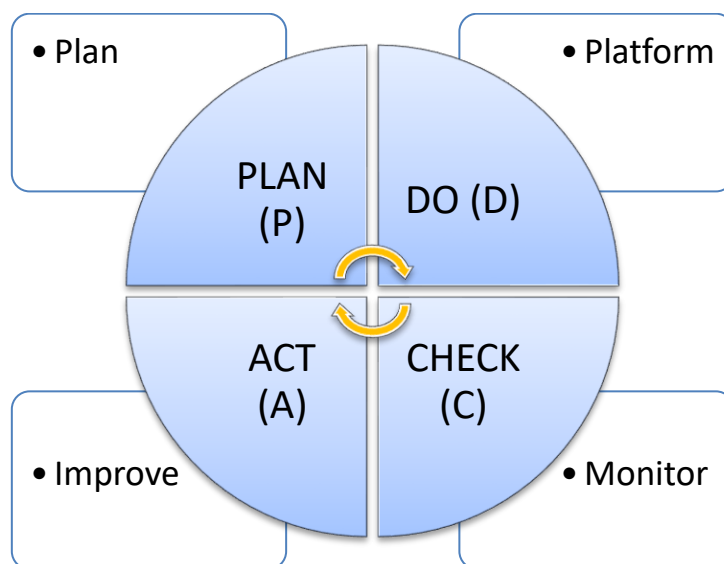 • Plan
• Platform
PLAN
(P)
DO (D)
ACT
(A)
CHECK
(C)
• Improve
• Monitor